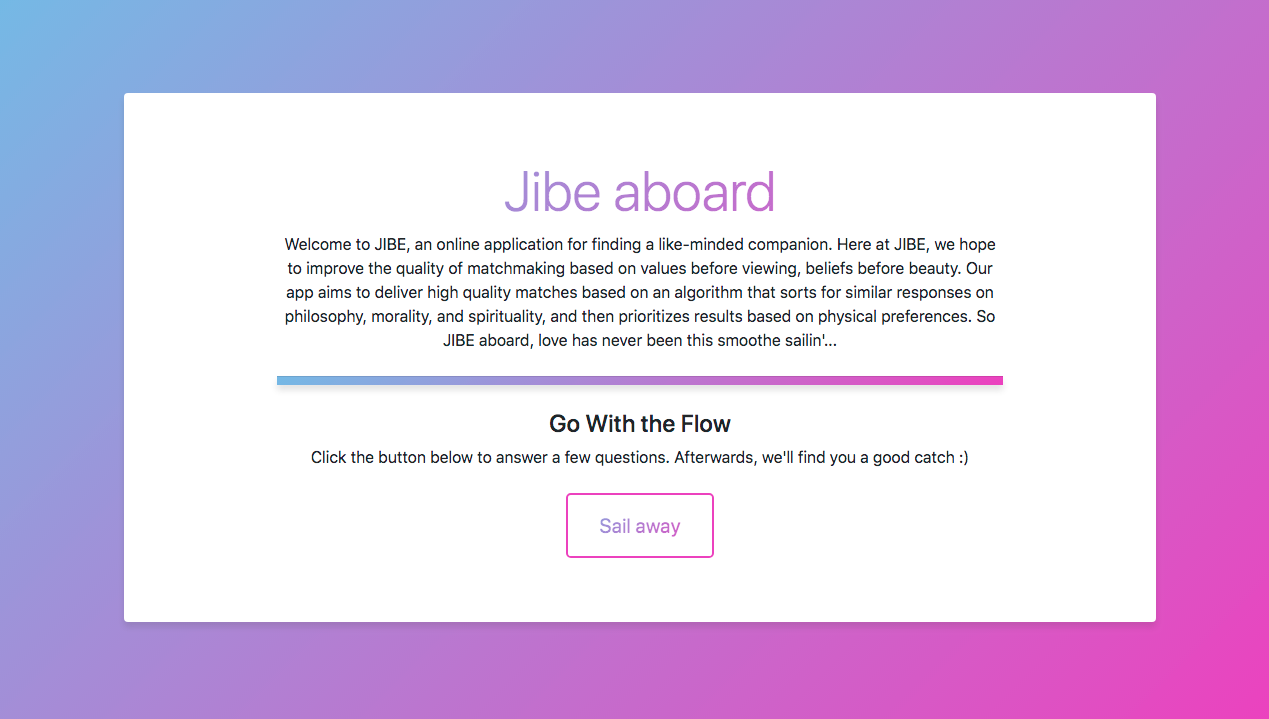 Jibe aboard
Welcome to JIBE, an online application for finding a like-minded companion. Here at JIBE, we hope
to improve the quality of matchmaking based on values before viewing, beliefs before beauty. Our
app aims to deliver high quality matches based on an algorithm that sorts for similar responses on
philosophy, morality, and spirituality, and then prioritizes results based on physical preferences. So
JIBE aboard, love has never been this smoothe sailin'...
Go With the Flow
Click the button below to answer a few questions. Afterwards, we'll find you a good catch :)
Sail away